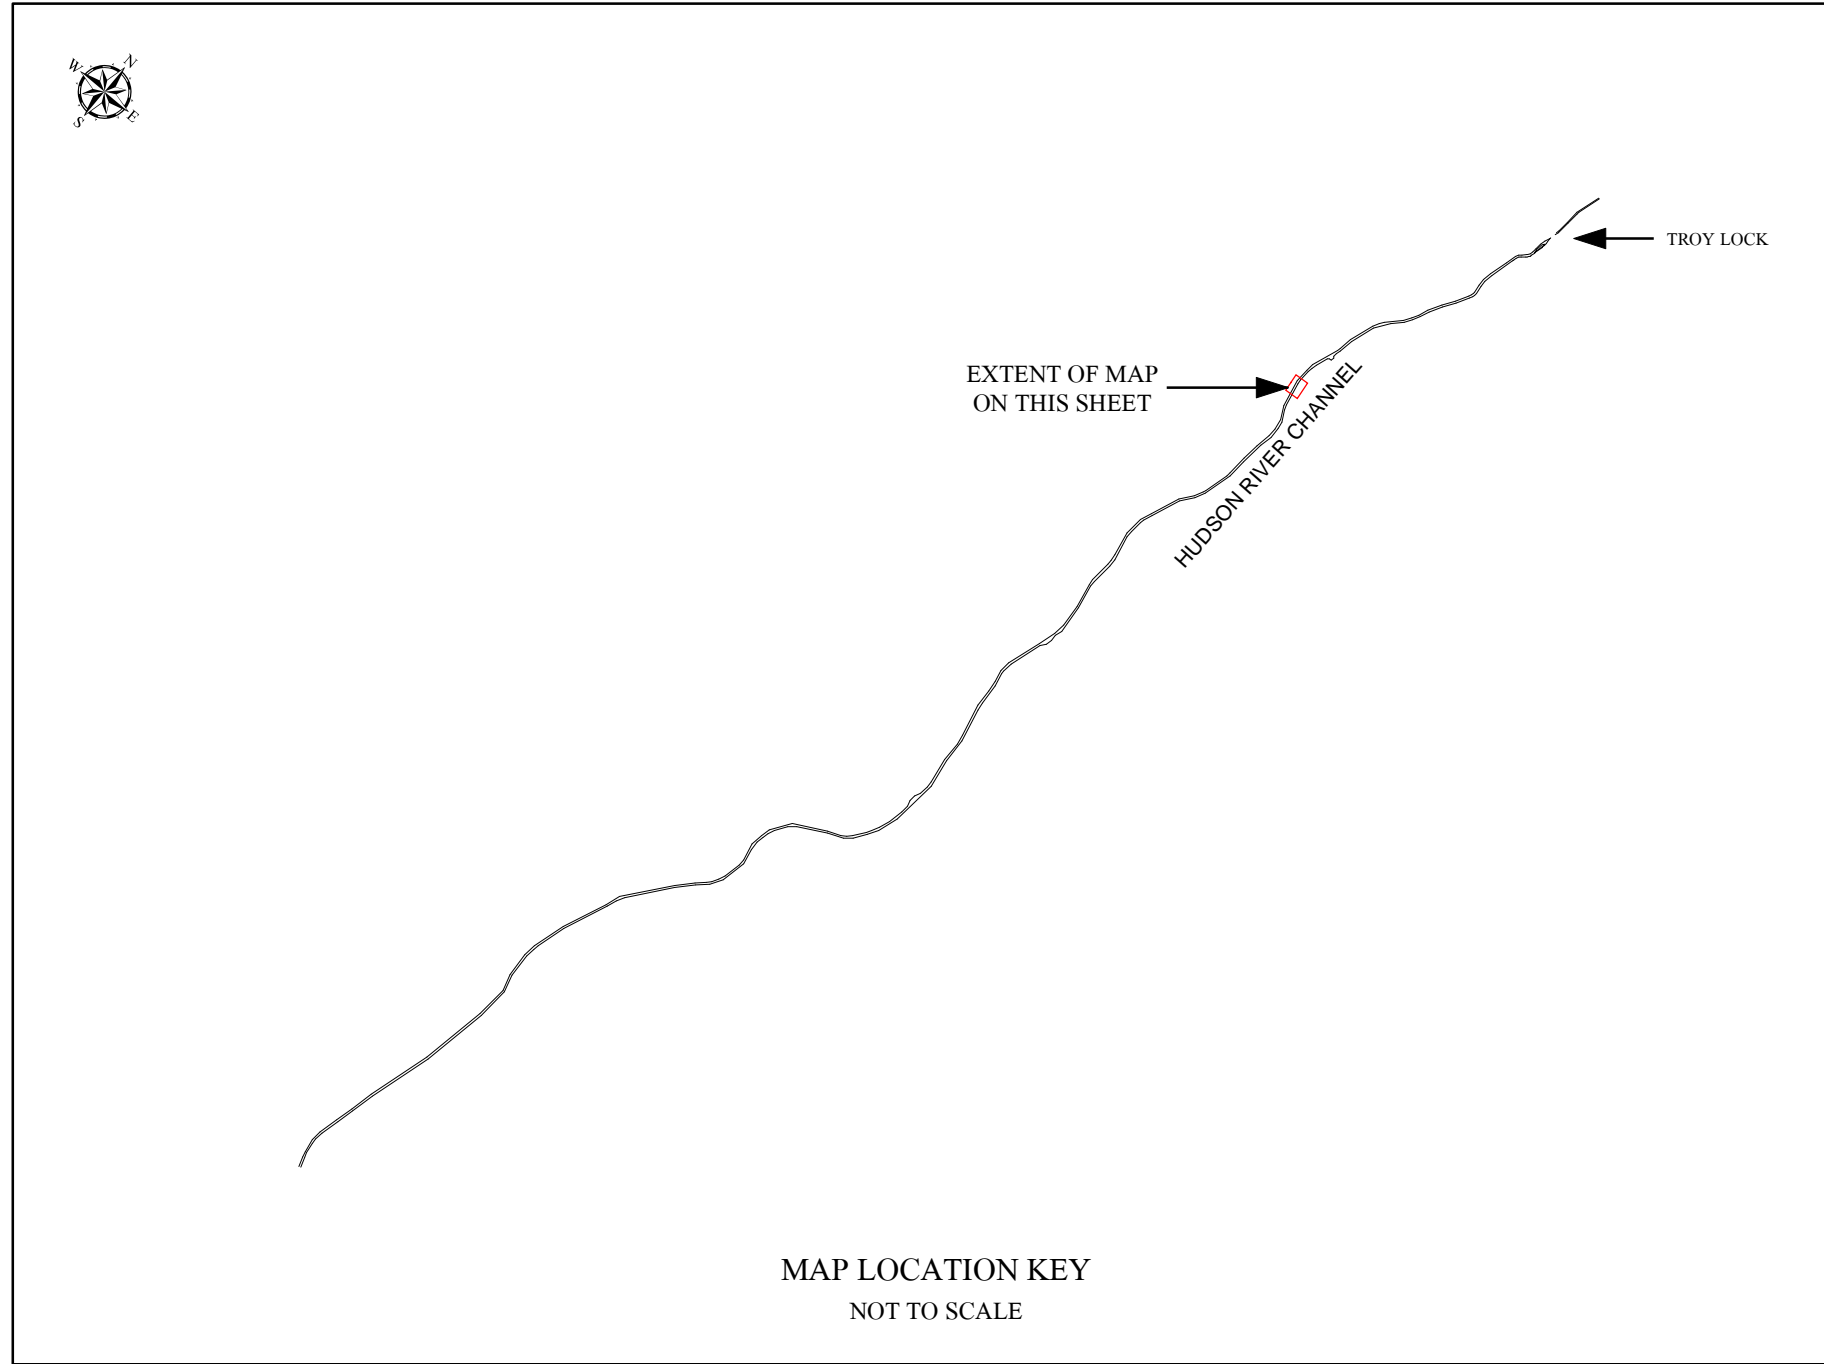 W N
S E
TROY LOCK
EXTENT OF MAP
ON THIS SHEET
HUDSON RIVER CHANNEL
MAP LOCATION KEY
NOT TO SCALE